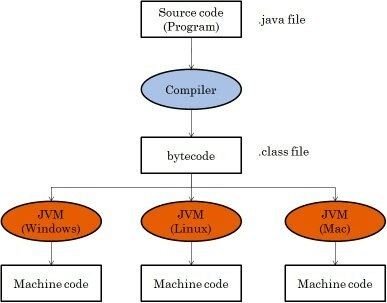 Source code
(Program)
.java file
Compiler
bytecode
.class file
JVM
(Windows)
JVM
(Linux)
JVM
(Mac)
Machine code
Machine code
Machine code